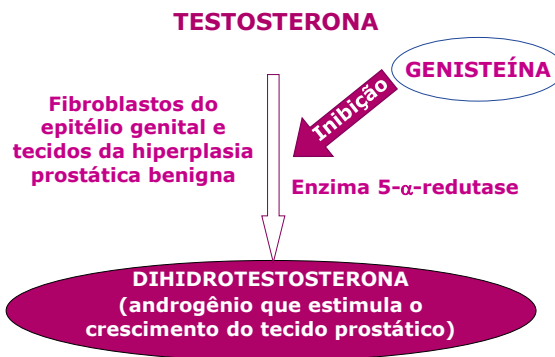 TESTOSTERONA
GENISTEÍNA
Inibição
Fibroblastos do
epitélio genital e
tecidos da hiperplasia
prostática benigna
Enzima 5-α-redutase
DIHIDROTESTOSTERONA
(androgênio que estimula o
crescimento do tecido prostático)